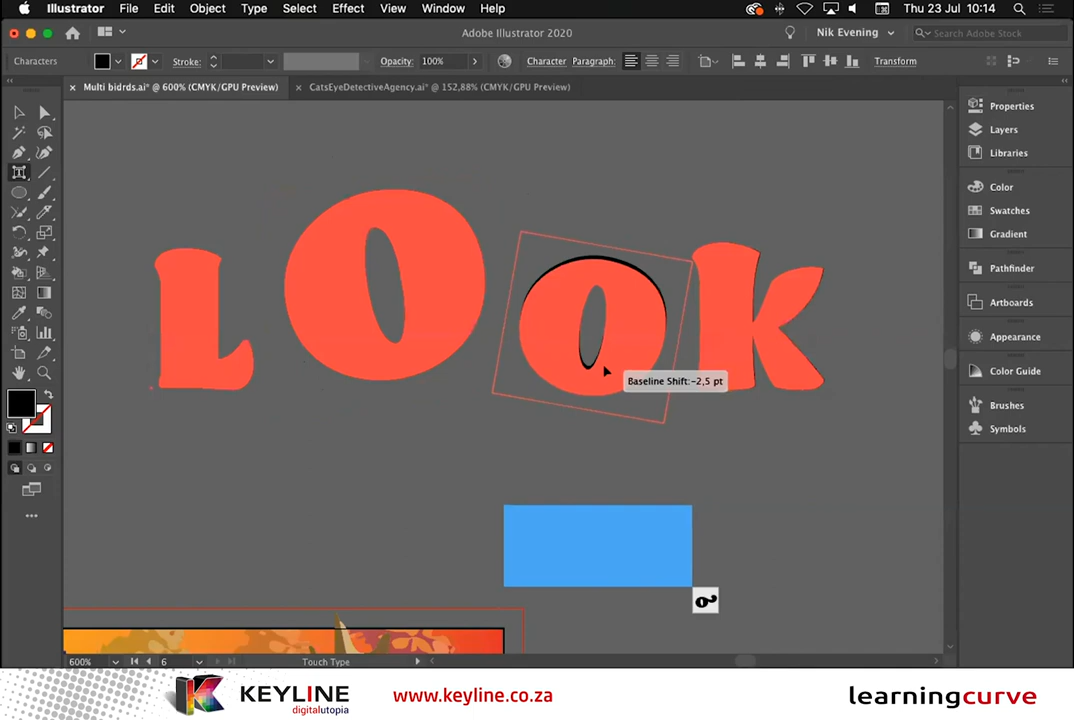 Illustrator File Edit Object Type Select Effect View Window Help Thu 23 Jul 10:14
Adobe Illustrator 2020 Nik Evening Search Adobe Stock
Characters Stroke: Opacity: 100% Character Paragraph: Transform
× Multi bidrds.ai* @ 600% (CMYK/GPU Preview) × CatsEyeDetectiveAgency.ai* @ 152,88% (CMYK/GPU Preview)
Properties
Layers
Libraries
Color
Swatches
Gradient
Pathfinder
Artboards
Appearance
Color Guide
Brushes
Symbols
LOOK
Baseline Shift:-2,5 pt
600% 6 Touch Type
KEYLINE
digitalutopia
www.keyline.co.za
learningcurve